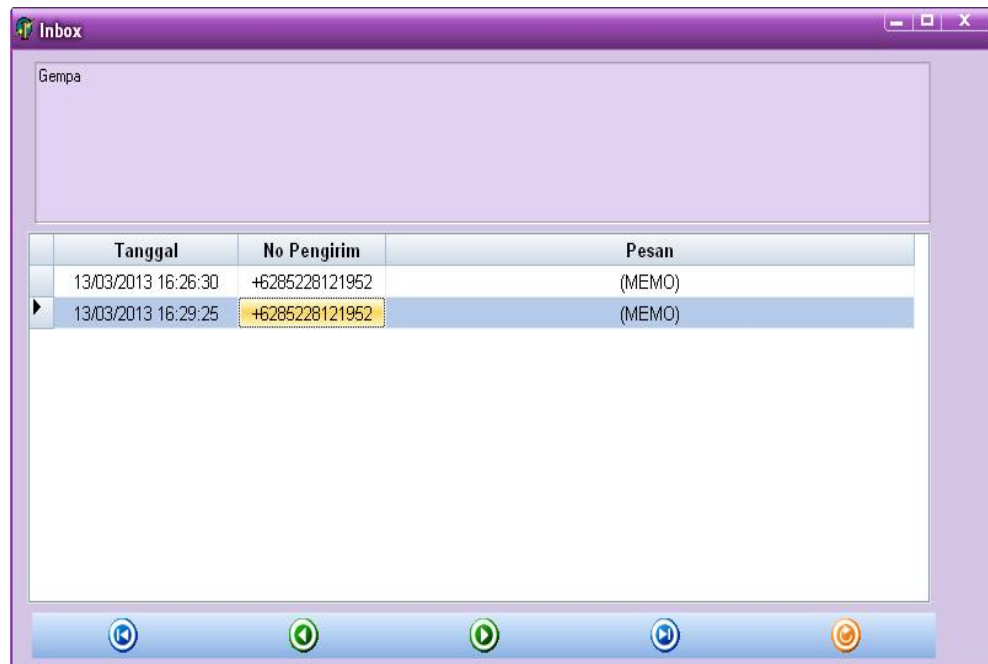 Inbox
Gempa
Tanggal No Pengirim Pesan
13/03/2013 16:26:30 +6285228121952 (MEMO)
13/03/2013 16:29:25 +6285228121952 (MEMO)